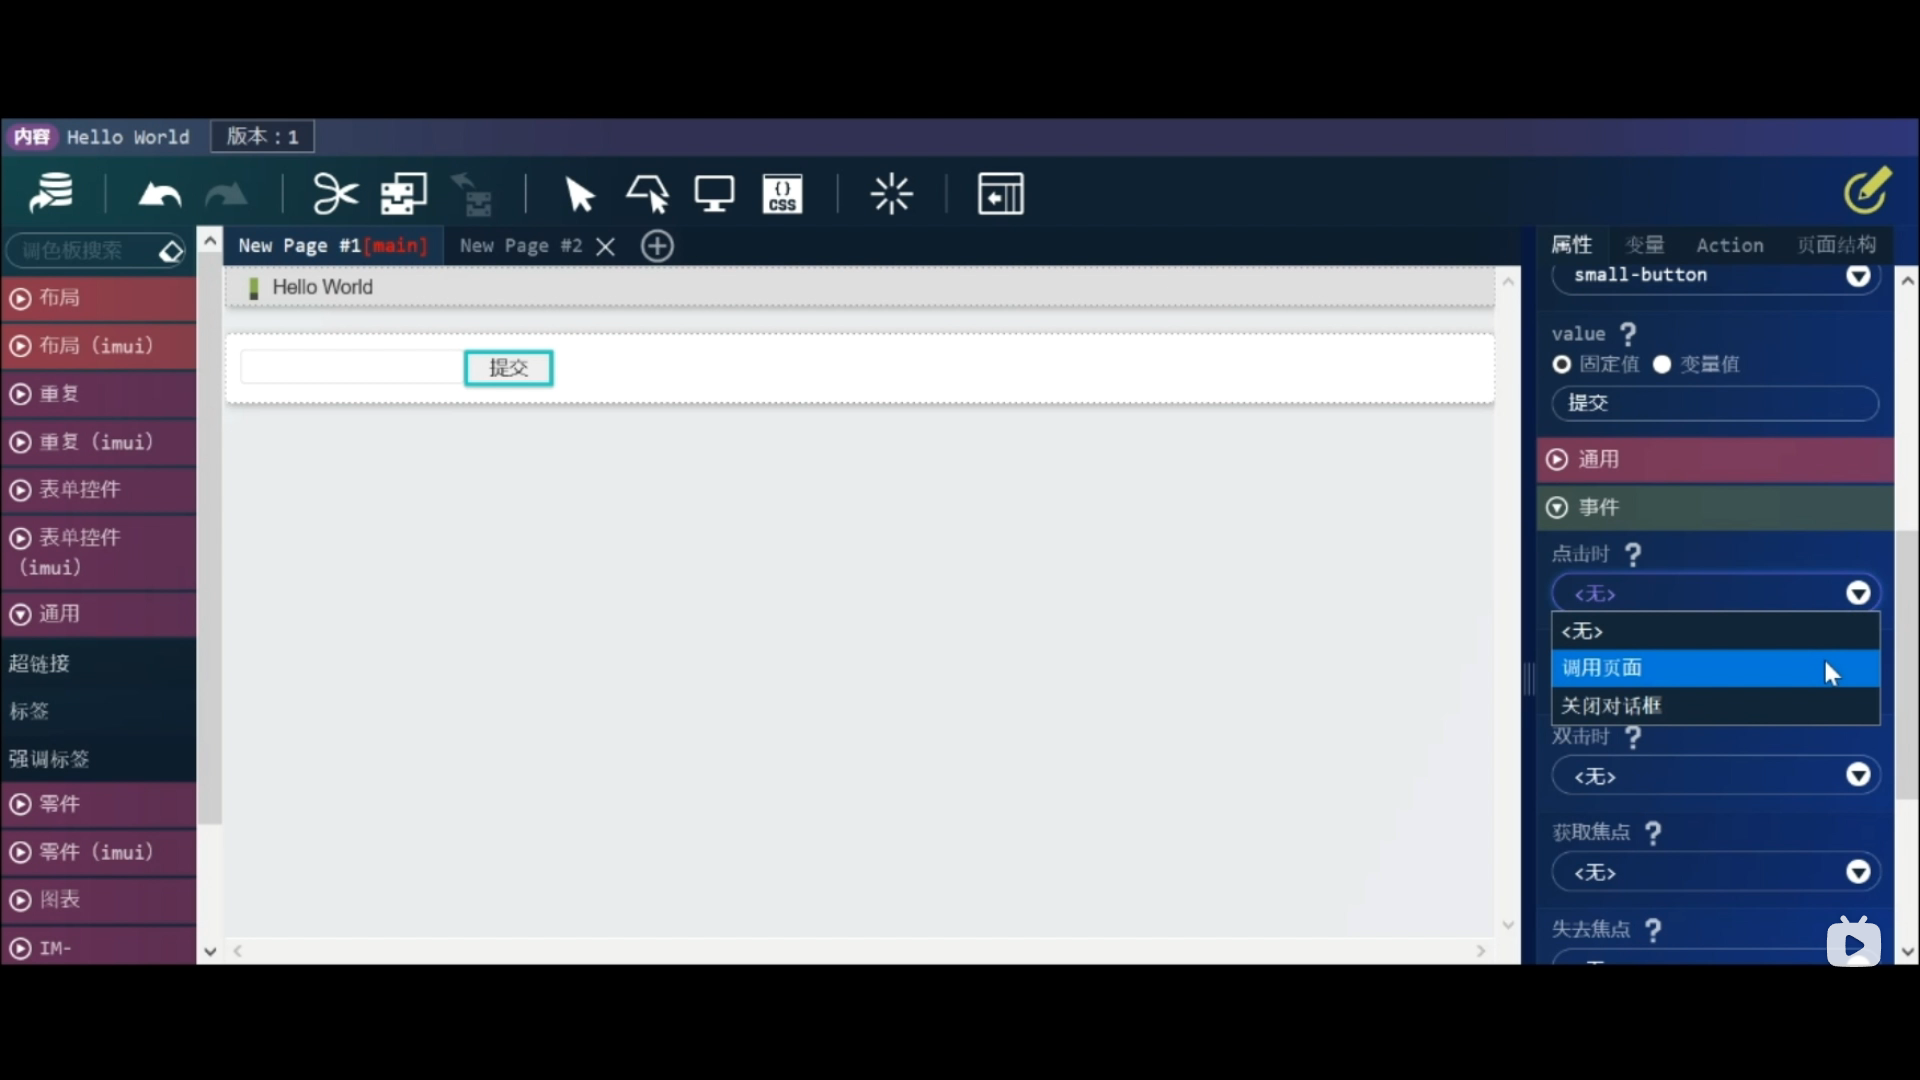 内容 Hello World 版本：1
{} CSS
调色板搜索
New Page #1[main] New Page #2
属性 变量 Action 页面结构
布局
布局（imui）
重复
重复（imui）
表单控件
表单控件
（imui）
通用
超链接
标签
强调标签
零件
零件（imui）
图表
IM-
Hello World
提交
small-button
value ?
固定值 变量值
提交
通用
事件
点击时 ?
<无>
<无>
调用页面
关闭对话框
双击时 ?
<无>
获取焦点 ?
<无>
失去焦点 ?